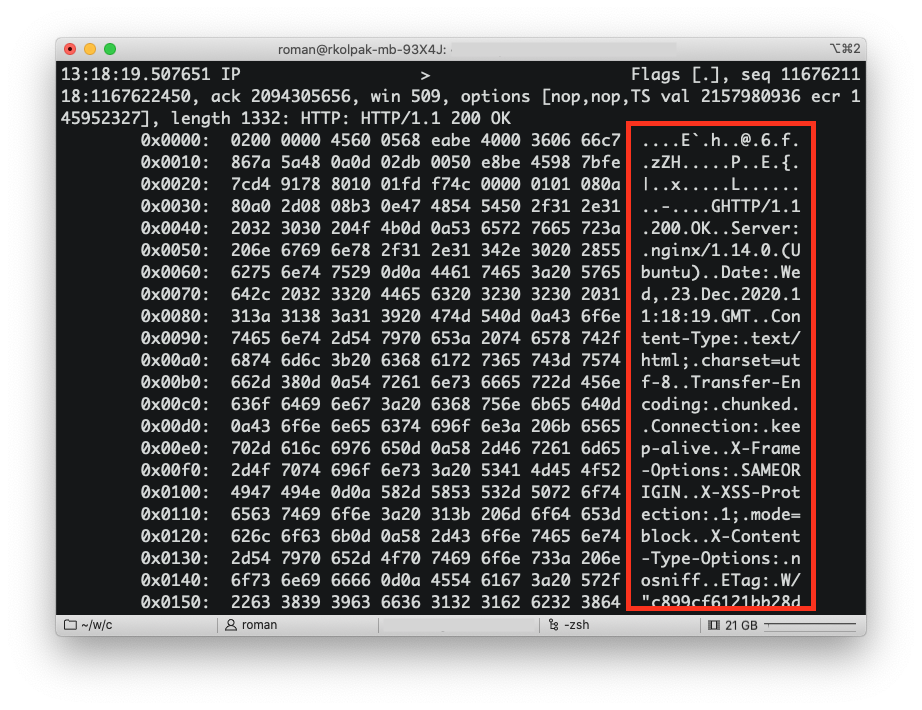 roman@rkolpak-mb-93X4J:
⌥⌘2
13:18:19.507651 IP > Flags [.], seq 11676211
18:1167622450, ack 2094305656, win 509, options [nop,nop,TS val 2157980936 ecr 1
45952327], length 1332: HTTP: HTTP/1.1 200 OK
0x0000: 0200 0000 4560 0568 eabe 4000 3606 66c7 ....E`.h..@.6.f.
0x0010: 867a 5a48 0a0d 02db 0050 e8be 4598 7bfe .zZH.....P..E.{.
0x0020: 7cd4 9178 8010 01fd f74c 0000 0101 080a |..x.....L......
0x0030: 80a0 2d08 08b3 0e47 4854 5450 2f31 2e31 ..-....GHTTP/1.1
0x0040: 2032 3030 204f 4b0d 0a53 6572 7665 723a .200.OK..Server:
0x0050: 206e 6769 6e78 2f31 2e31 342e 3020 2855 .nginx/1.14.0.(U
0x0060: 6275 6e74 7529 0d0a 4461 7465 3a20 5765 buntu)..Date:.We
0x0070: 642c 2032 3320 4465 6320 3230 3230 2031 d,.23.Dec.2020.1
0x0080: 313a 3138 3a31 3920 474d 540d 0a43 6f6e 1:18:19.GMT..Con
0x0090: 7465 6e74 2d54 7970 653a 2074 6578 742f tent-Type:.text/
0x00a0: 6874 6d6c 3b20 6368 6172 7365 743d 7574 html;.charset=ut
0x00b0: 662d 380d 0a54 7261 6e73 6665 722d 456e f-8..Transfer-En
0x00c0: 636f 6469 6e67 3a20 6368 756e 6b65 640d coding:.chunked.
0x00d0: 0a43 6f6e 6e65 6374 696f 6e3a 206b 6565 .Connection:.kee
0x00e0: 702d 616c 6976 650d 0a58 2d46 7261 6d65 p-alive..X-Frame
0x00f0: 2d4f 7074 696f 6e73 3a20 5341 4d45 4f52 -Options:.SAMEOR
0x0100: 4947 494e 0d0a 582d 5853 532d 5072 6f74 IGIN..X-XSS-Prot
0x0110: 6563 7469 6f6e 3a20 313b 206d 6f64 653d ection:.1;.mode=
0x0120: 626c 6f63 6b0d 0a58 2d43 6f6e 7465 6e74 block..X-Content
0x0130: 2d54 7970 652d 4f70 7469 6f6e 733a 206e -Type-Options:.n
0x0140: 6f73 6e69 6666 0d0a 4554 6167 3a20 572f osniff..ETag:.W/
0x0150: 2263 3839 3963 6636 3132 3162 6232 3864 "c899cf6121bb28d
~/w/c
roman
-zsh
21 GB